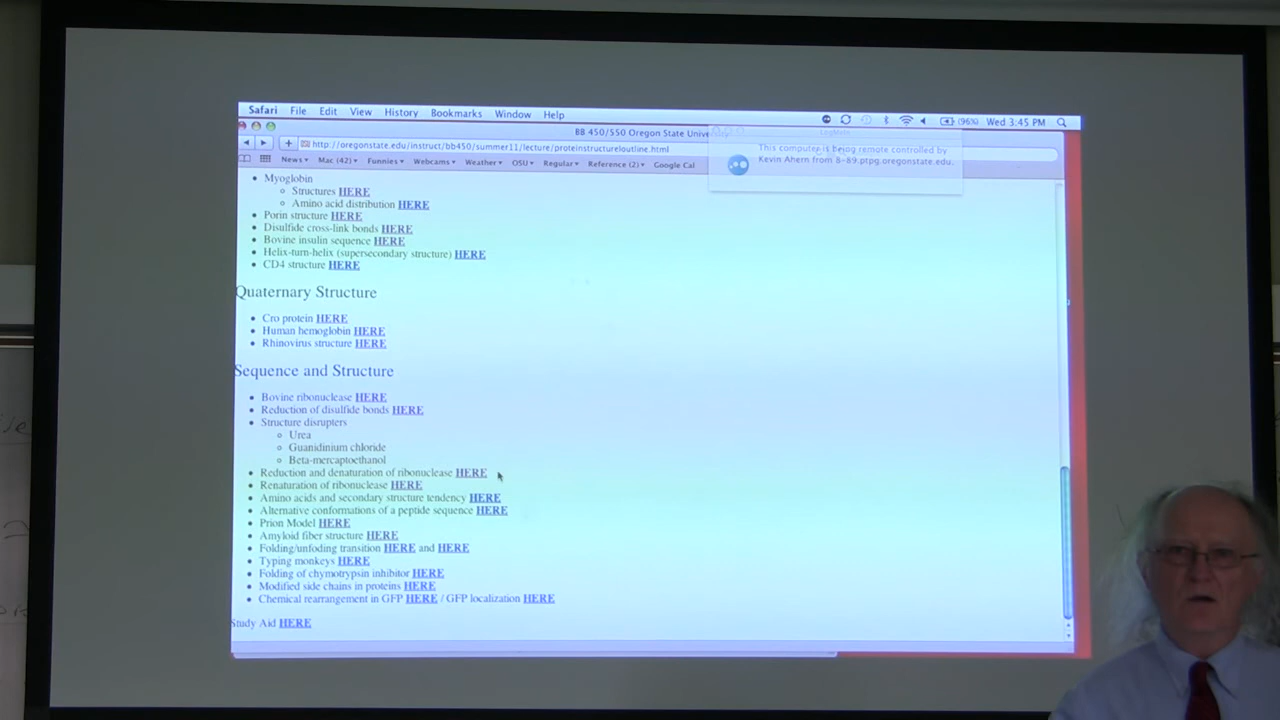 Safari File Edit View History Bookmarks Window Help (96%) Wed 3:45 PM
BB 450/550 Oregon State Unive
http://oregonstate.edu/instruct/bb450/summer11/lecture/proteinstructureloutline.html
News Mac (42) Funnies Webcams Weather OSU Regular Reference (2) Google Cal
LogMeIn
This computer is being remote controlled by
Kevin Ahern from 8-89.ptpg.oregonstate.edu.
Myoglobin
Structures HERE
Amino acid distribution HERE
Porin structure HERE
Disulfide cross-link bonds HERE
Bovine insulin sequence HERE
Helix-turn-helix (supersecondary structure) HERE
CD4 structure HERE
Quaternary Structure
Cro protein HERE
Human hemoglobin HERE
Rhinovirus structure HERE
Sequence and Structure
Bovine ribonuclease HERE
Reduction of disulfide bonds HERE
Structure disrupters
Urea
Guanidinium chloride
Beta-mercaptoethanol
Reduction and denaturation of ribonuclease HERE
Renaturation of ribonuclease HERE
Amino acids and secondary structure tendency HERE
Alternative conformations of a peptide sequence HERE
Prion Model HERE
Amyloid fiber structure HERE
Folding/unfoding transition HERE and HERE
Typing monkeys HERE
Folding of chymotrypsin inhibitor HERE
Modified side chains in proteins HERE
Chemical rearrangement in GFP HERE / GFP localization HERE
Study Aid HERE